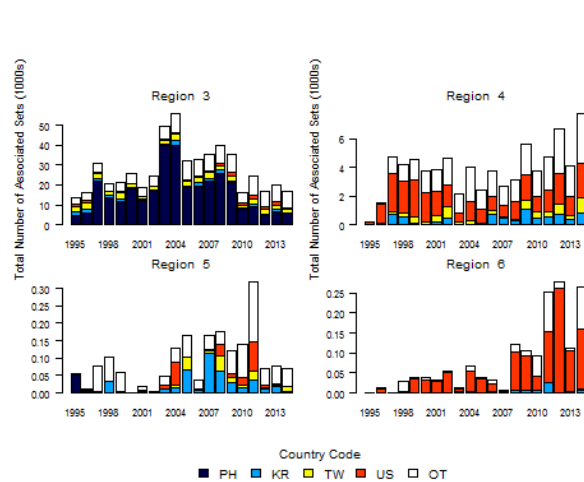 Region 3
Region 4
Total Number of Associated Sets (1000s)
50
40
30
20
10
0
1995 1998 2001 2004 2007 2010 2013
Total Number of Associated Sets (1000s)
6
4
2
0
1995 1998 2001 2004 2007 2010 2013
Region 5
Region 6
0.30
0.25
0.20
0.15
0.10
0.05
0.00
1995 1998 2001 2004 2007 2010 2013
0.25
0.20
0.15
0.10
0.05
0.00
1995 1998 2001 2004 2007 2010 2013
Country Code
PH KR TW US OT